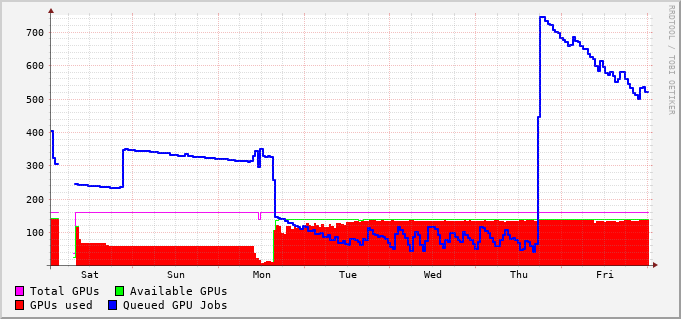 700
600
500
400
300
200
100
Sat Sun Mon Tue Wed Thu Fri
Total GPUs Available GPUs
GPUs used Queued GPU Jobs
RRDTOOL / TOBI OETIKER